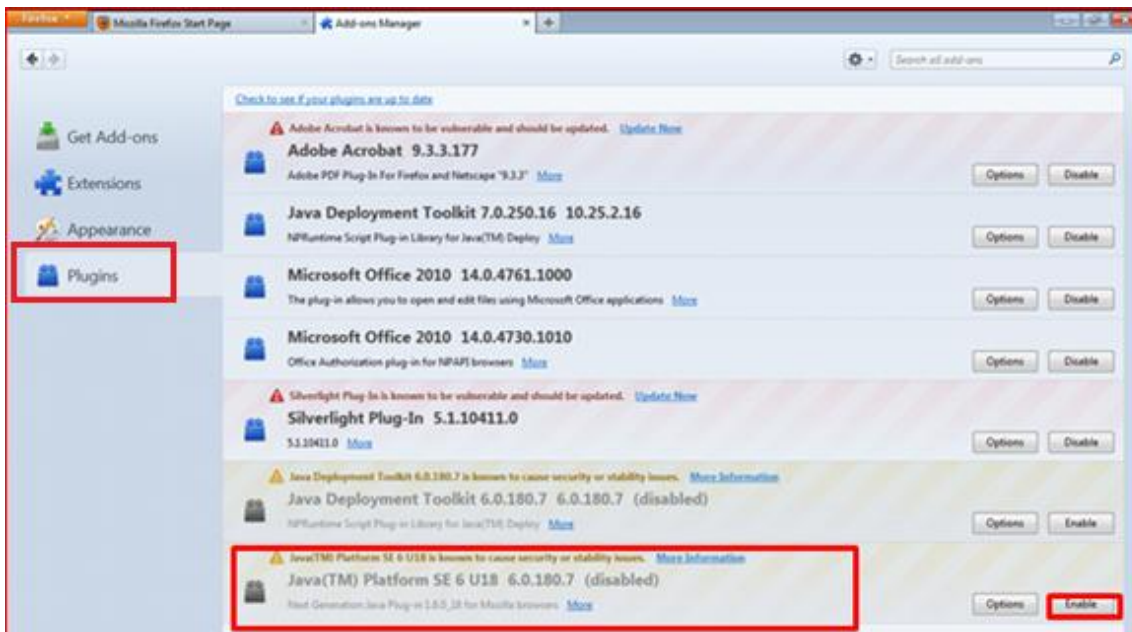 Firefox
Mozilla Firefox Start Page
Add-ons Manager
Search all add-ons
Check to see if your plugins are up to date
Get Add-ons
Extensions
Appearance
Plugins
Adobe Acrobat is known to be vulnerable and should be updated. Update Now
Adobe Acrobat 9.3.3.177
Adobe PDF Plug-In For Firefox and Netscape "9.3.3" More
Options Disable
Java Deployment Toolkit 7.0.250.16 10.25.2.16
NPRuntime Script Plug-in Library for Java(TM) Deploy More
Options Disable
Microsoft Office 2010 14.0.4761.1000
The plug-in allows you to open and edit files using Microsoft Office applications More
Options Disable
Microsoft Office 2010 14.0.4730.1010
Office Authorization plug-in for NPAPI browsers More
Options Disable
Silverlight Plug-In is known to be vulnerable and should be updated. Update Now
Silverlight Plug-In 5.1.10411.0
5.1.10411.0 More
Options Disable
Java Deployment Toolkit 6.0.180.7 is known to cause security or stability issues. More Information
Java Deployment Toolkit 6.0.180.7 6.0.180.7 (disabled)
NPRuntime Script Plug-in Library for Java(TM) Deploy More
Options Enable
Java(TM) Platform SE 6 U18 is known to cause security or stability issues. More Information
Java(TM) Platform SE 6 U18 6.0.180.7 (disabled)
Next Generation Java Plug-in 1.6.0_18 for Mozilla browsers More
Options Enable